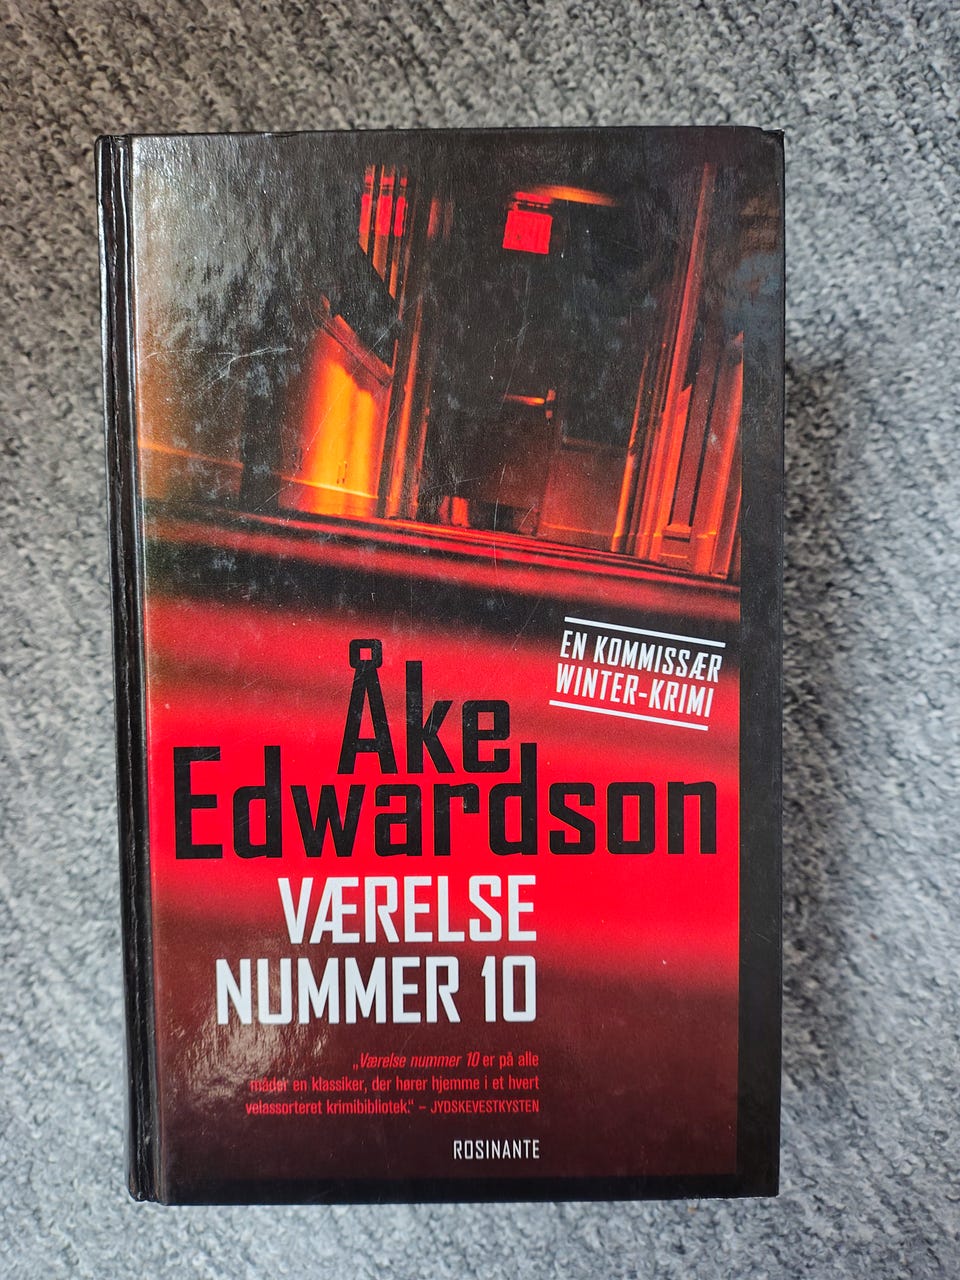 EN KOMMISSÆR
WINTER-KRIMI
Åke
Edwardson
VÆRELSE
NUMMER 10
„Værelse nummer 10 er på alle
måder en klassiker, der hører hjemme i et hvert
velassorteret krimibibliotek.“ – JYDSKEVESTKYSTEN
ROSINANTE